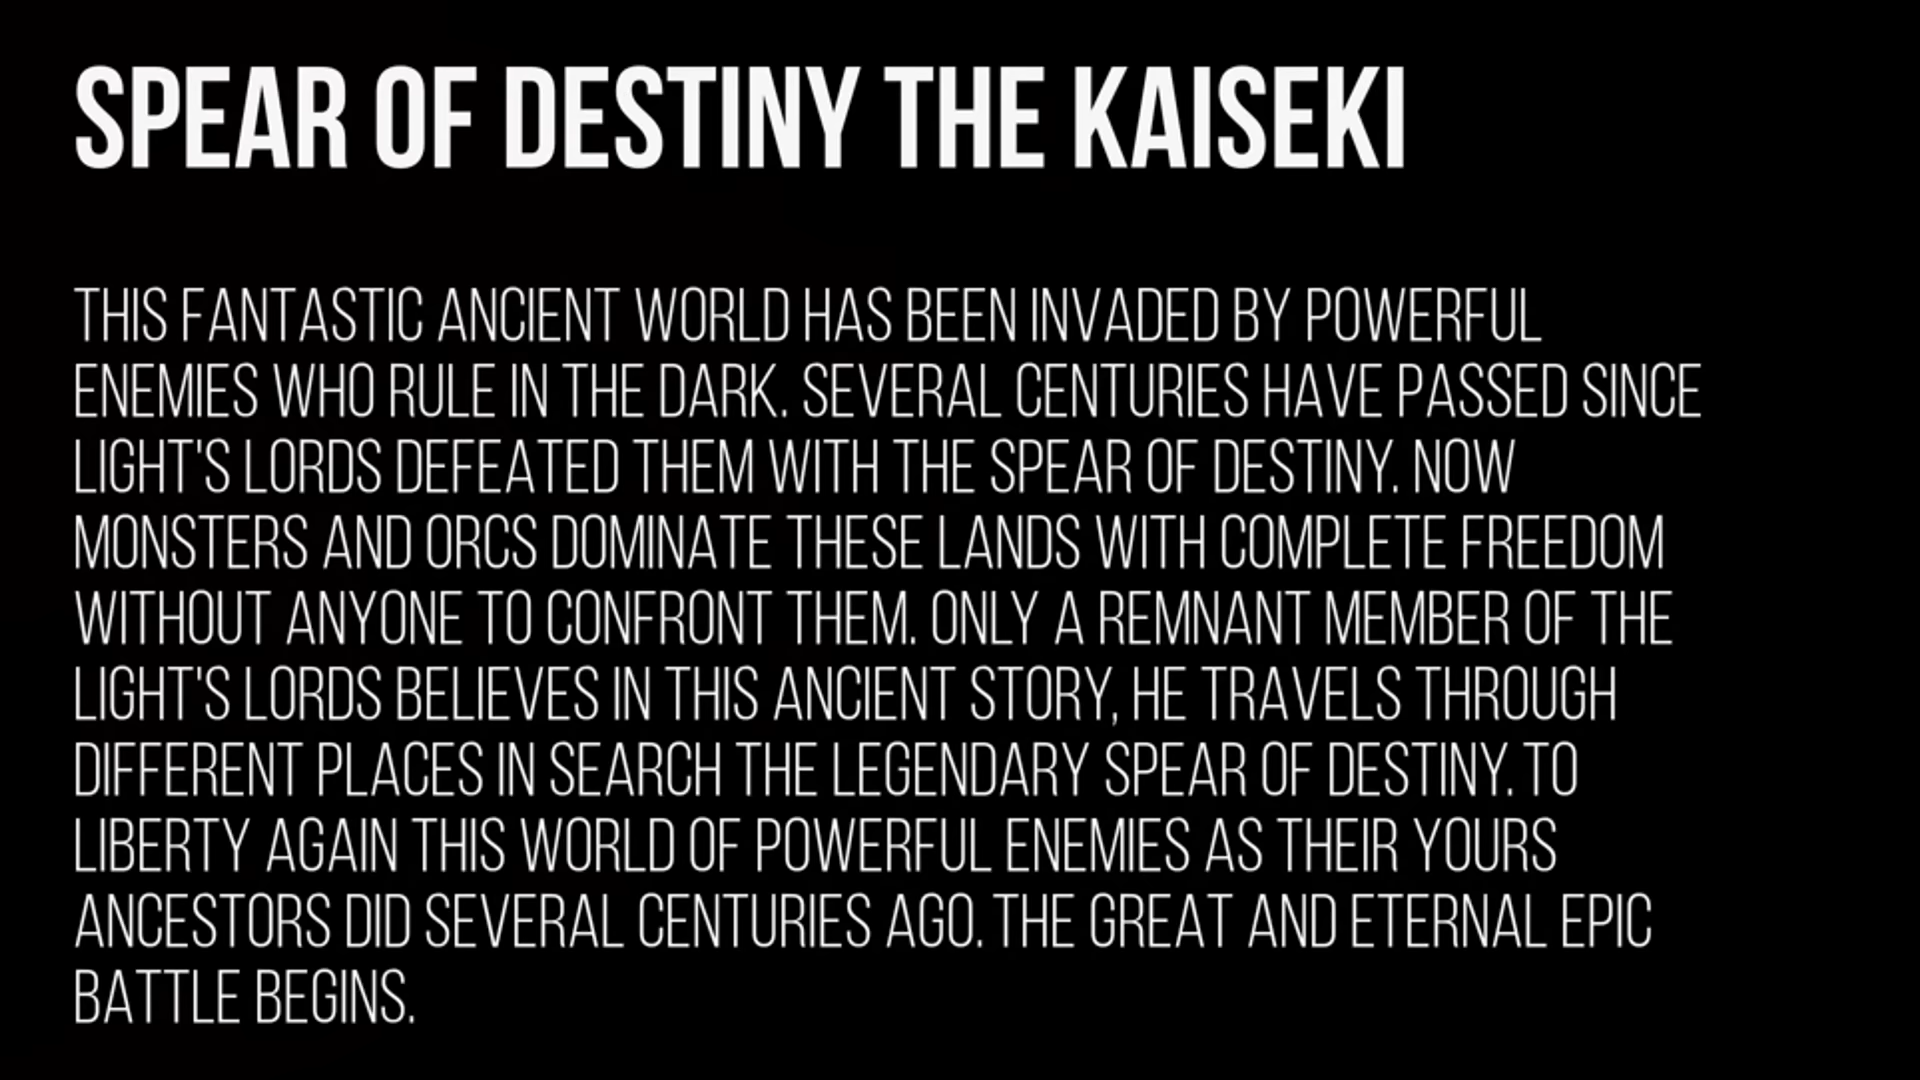 SPEAR OF DESTINY THE KAISEKI
THIS FANTASTIC ANCIENT WORLD HAS BEEN INVADED BY POWERFUL
ENEMIES WHO RULE IN THE DARK. SEVERAL CENTURIES HAVE PASSED SINCE
LIGHT'S LORDS DEFEATED THEM WITH THE SPEAR OF DESTINY. NOW
MONSTERS AND ORCS DOMINATE THESE LANDS WITH COMPLETE FREEDOM
WITHOUT ANYONE TO CONFRONT THEM. ONLY A REMNANT MEMBER OF THE
LIGHT'S LORDS BELIEVES IN THIS ANCIENT STORY, HE TRAVELS THROUGH
DIFFERENT PLACES IN SEARCH THE LEGENDARY SPEAR OF DESTINY. TO
LIBERTY AGAIN THIS WORLD OF POWERFUL ENEMIES AS THEIR YOURS
ANCESTORS DID SEVERAL CENTURIES AGO. THE GREAT AND ETERNAL EPIC
BATTLE BEGINS.